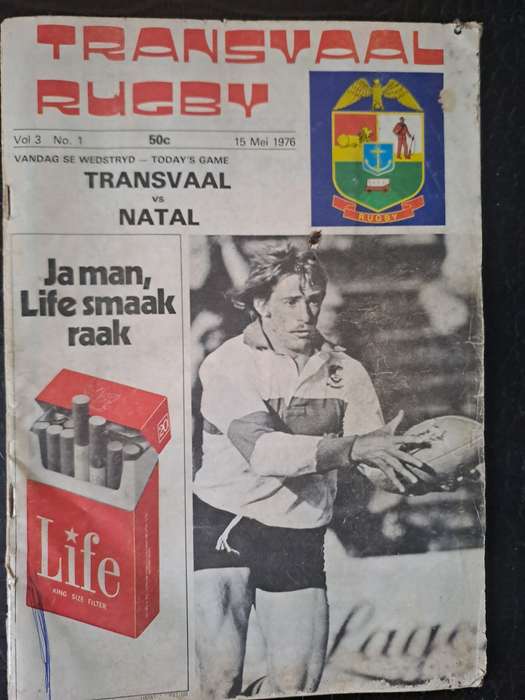 TRANSVAAL
RUGBY
Vol 3 No. 1 50c 15 Mei 1976
VANDAG SE WEDSTRYD — TODAY'S GAME
TRANSVAAL
vs
NATAL
RUGBY
Ja man,
Life smaak
raak
20
Life
KING SIZE FILTER